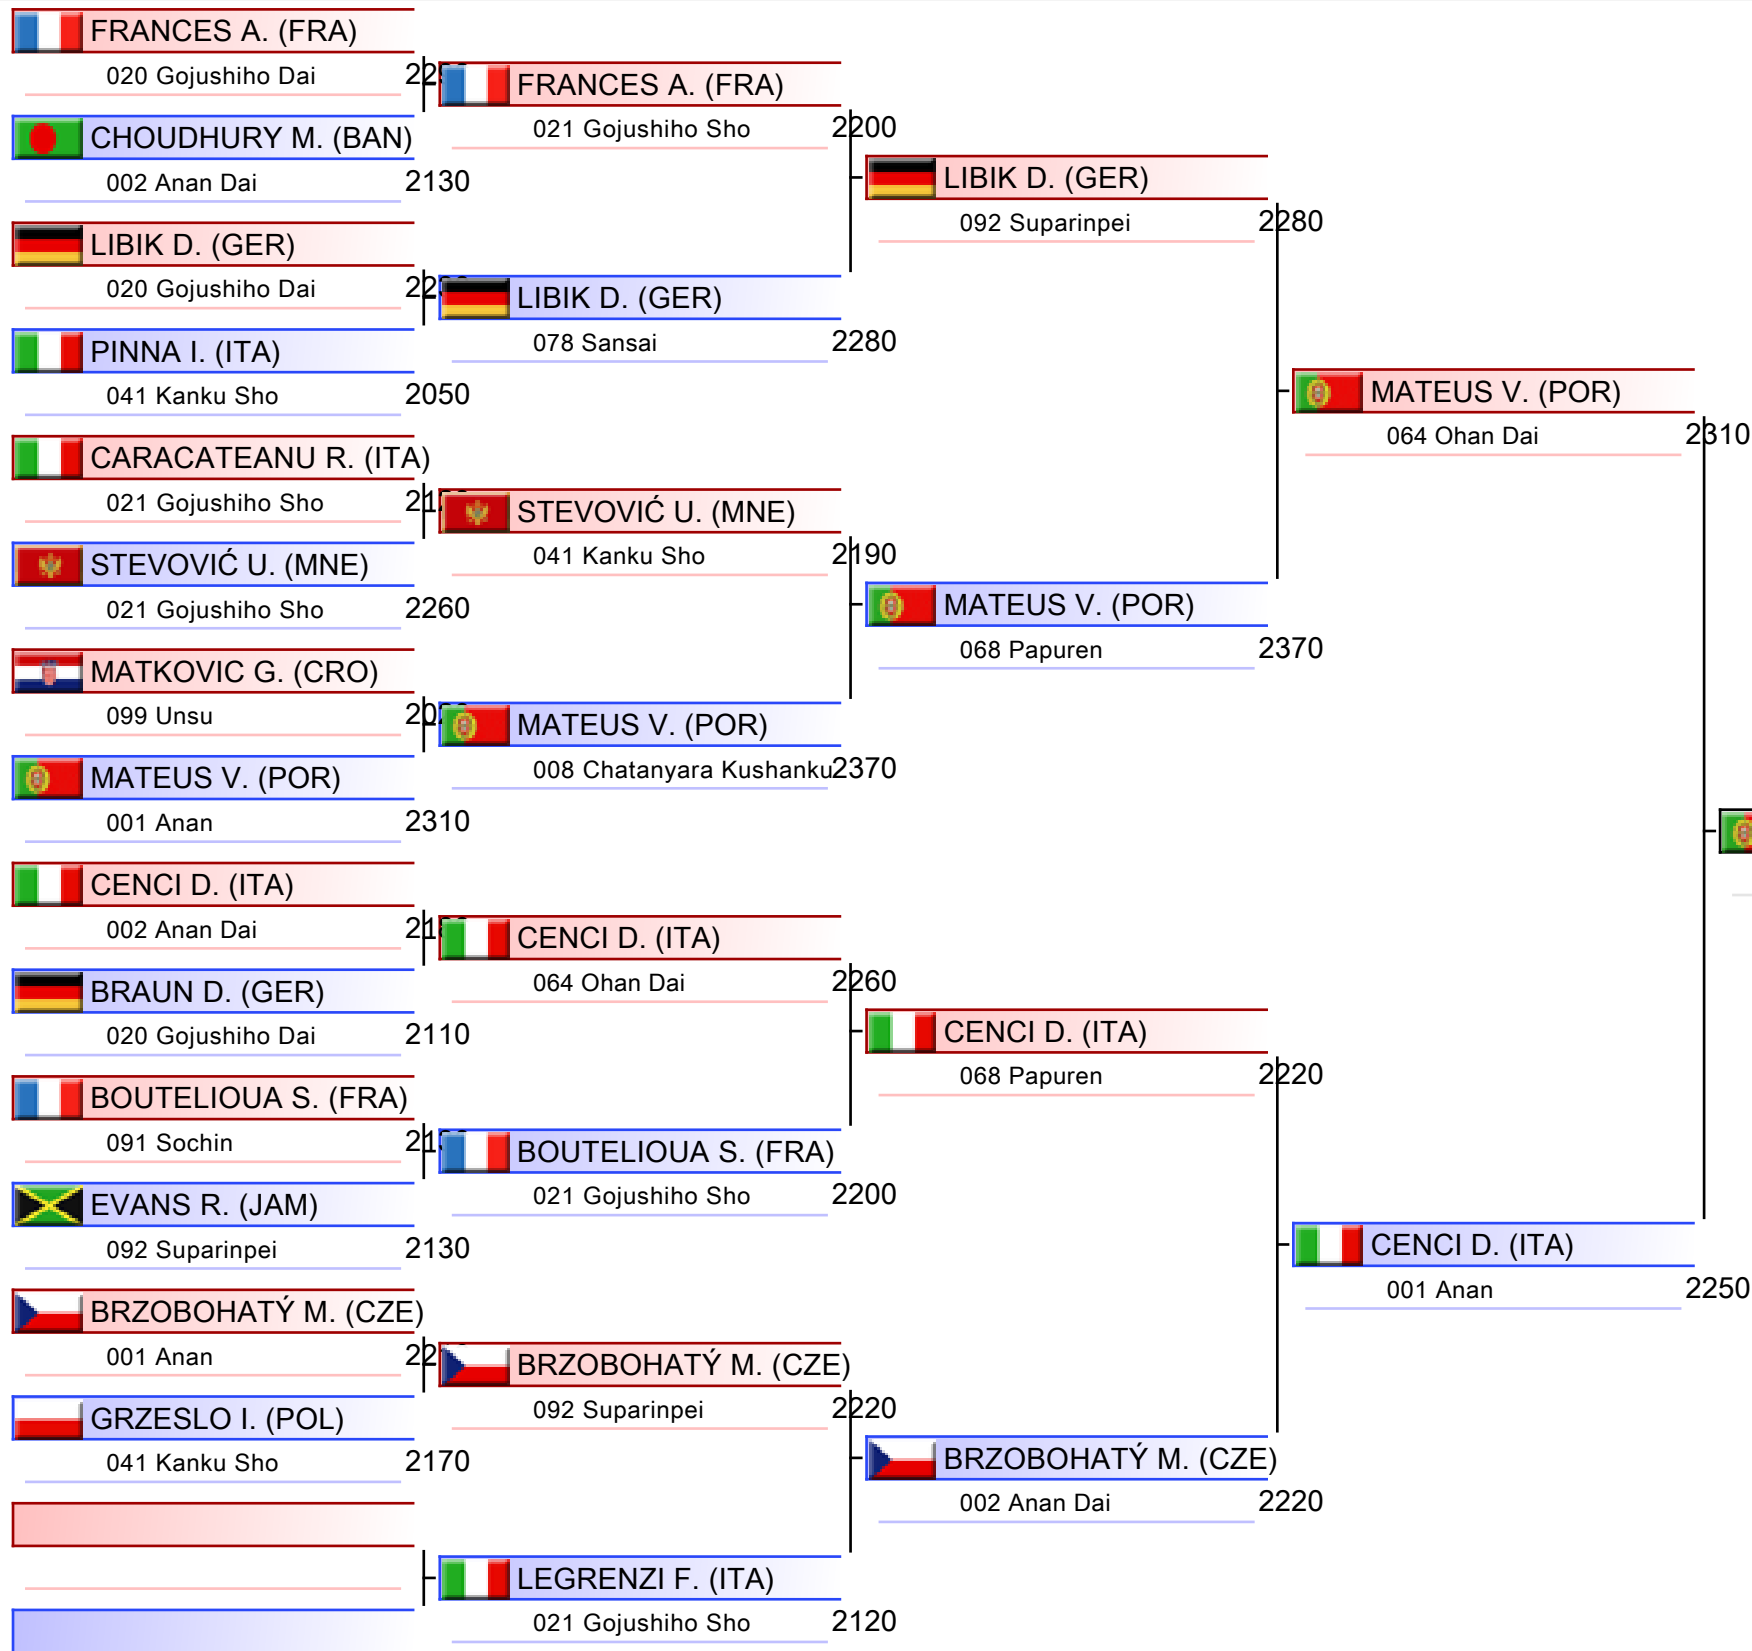 FRANCES A. (FRA)
020 Gojushiho Dai
CHOUDHURY M. (BAN)
002 Anan Dai 2130
LIBIK D. (GER)
020 Gojushiho Dai
PINNA I. (ITA)
041 Kanku Sho 2050
CARACATEANU R. (ITA)
021 Gojushiho Sho
STEVOVIĆ U. (MNE)
021 Gojushiho Sho 2260
MATKOVIC G. (CRO)
099 Unsu
MATEUS V. (POR)
001 Anan 2310
CENCI D. (ITA)
002 Anan Dai
BRAUN D. (GER)
020 Gojushiho Dai 2110
BOUTELIOUA S. (FRA)
091 Sochin
EVANS R. (JAM)
092 Suparinpei 2130
BRZOBOHATÝ M. (CZE)
001 Anan
GRZESLO I. (POL)
041 Kanku Sho 2170
FRANCES A. (FRA)
021 Gojushiho Sho 2200
LIBIK D. (GER)
078 Sansai 2280
STEVOVIĆ U. (MNE)
041 Kanku Sho 2190
MATEUS V. (POR)
008 Chatanyara Kushanku 2370
CENCI D. (ITA)
064 Ohan Dai 2260
BOUTELIOUA S. (FRA)
021 Gojushiho Sho 2200
BRZOBOHATÝ M. (CZE)
092 Suparinpei 2220
LEGRENZI F. (ITA)
021 Gojushiho Sho 2120
LIBIK D. (GER)
092 Suparinpei 2280
MATEUS V. (POR)
068 Papuren 2370
CENCI D. (ITA)
068 Papuren 2220
BRZOBOHATÝ M. (CZE)
002 Anan Dai 2220
MATEUS V. (POR)
064 Ohan Dai 2310
CENCI D. (ITA)
001 Anan 2250